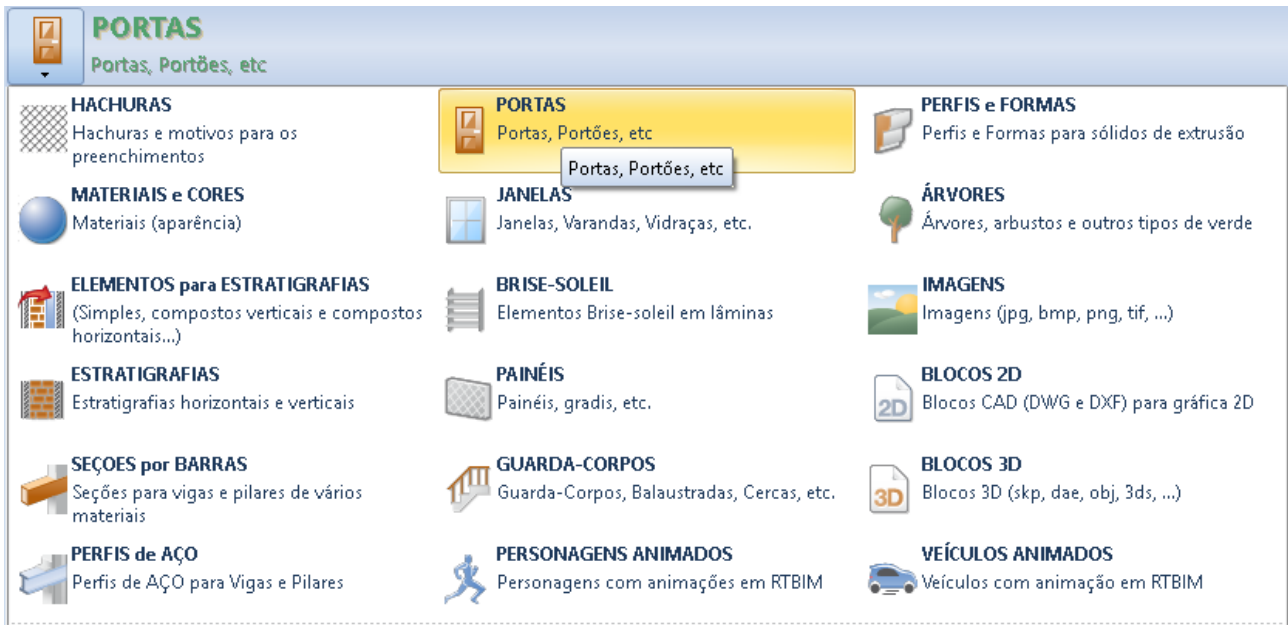 PORTAS
Portas, Portões, etc
HACHURAS
Hachuras e motivos para os
preenchimentos
PORTAS
Portas, Portões, etc
Portas, Portões, etc
PERFIS e FORMAS
Perfis e Formas para sólidos de extrusão
MATERIAIS e CORES
Materiais (aparência)
JANELAS
Janelas, Varandas, Vidraças, etc.
ÁRVORES
Árvores, arbustos e outros tipos de verde
ELEMENTOS para ESTRATIGRAFIAS
(Simples, compostos verticais e compostos
horizontais...)
BRISE-SOLEIL
Elementos Brise-soleil em lâminas
IMAGENS
Imagens (jpg, bmp, png, tif, ...)
ESTRATIGRAFIAS
Estratigrafias horizontais e verticais
PAINÉIS
Painéis, gradis, etc.
2D
BLOCOS 2D
Blocos CAD (DWG e DXF) para gráfica 2D
SEÇOES por BARRAS
Seções para vigas e pilares de vários
materiais
GUARDA-CORPOS
Guarda-Corpos, Balaustradas, Cercas, etc.
3D
BLOCOS 3D
Blocos 3D (skp, dae, obj, 3ds, ...)
PERFIS de AÇO
Perfis de AÇO para Vigas e Pilares
PERSONAGENS ANIMADOS
Personagens com animações em RTBIM
VEÍCULOS ANIMADOS
Veículos com animação em RTBIM